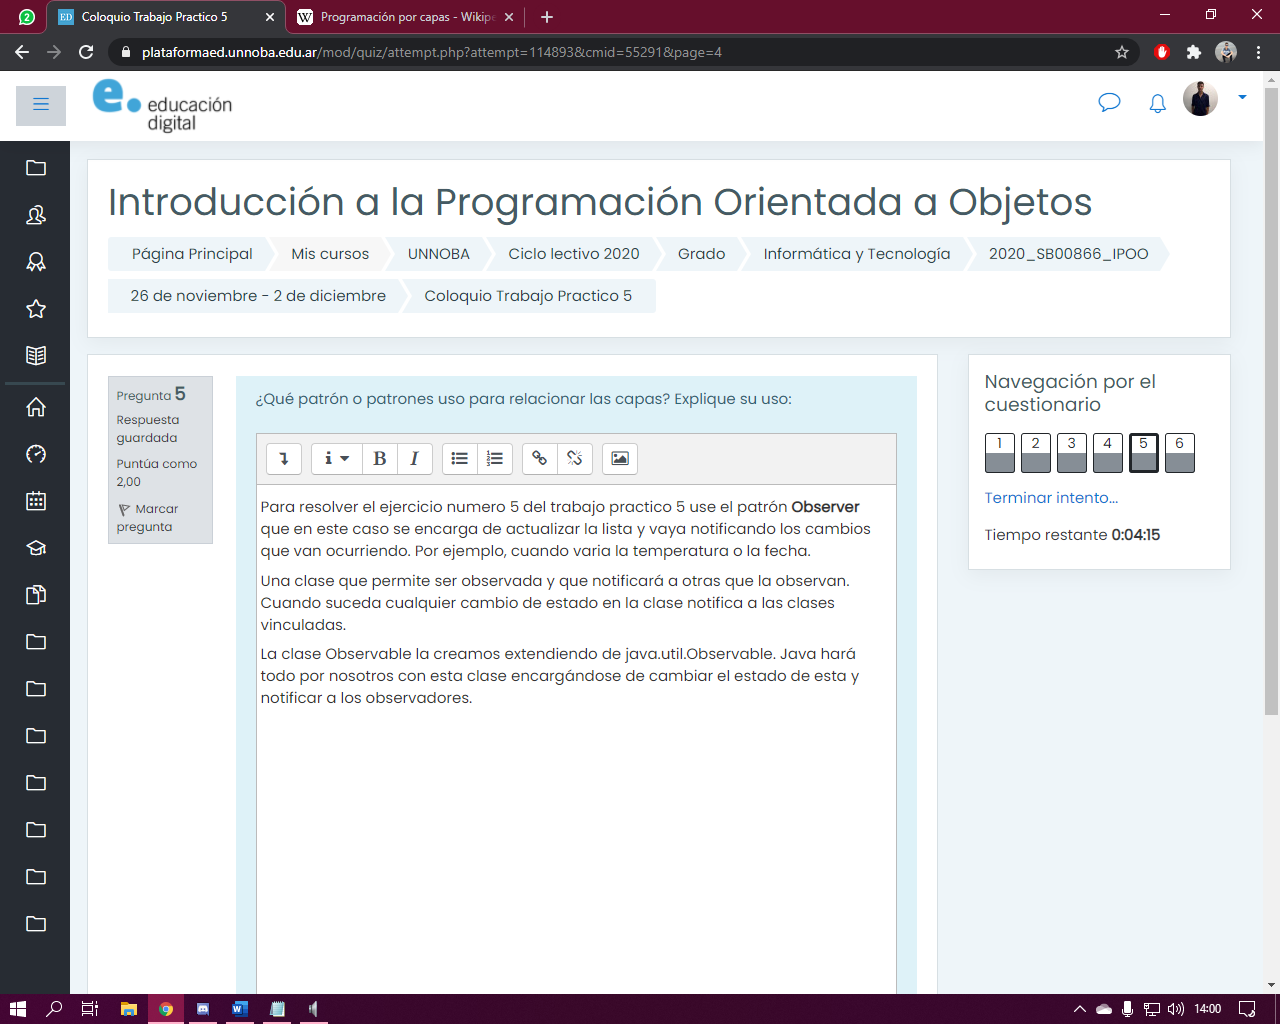 2
Coloquio Trabajo Practico 5
Programación por capas - Wikipe
plataformaed.unnoba.edu.ar/mod/quiz/attempt.php?attempt=114893&cmid=55291&page=4
e. educación
digital
Introducción a la Programación Orientada a Objetos
Página Principal Mis cursos UNNOBA Ciclo lectivo 2020 Grado Informática y Tecnología 2020_SB00866_IPOO
26 de noviembre - 2 de diciembre Coloquio Trabajo Practico 5
Pregunta 5
Respuesta
guardada
Puntúa como
2,00
Marcar
pregunta
¿Qué patrón o patrones uso para relacionar las capas? Explique su uso:
B I
Para resolver el ejercicio numero 5 del trabajo practico 5 use el patrón Observer
que en este caso se encarga de actualizar la lista y vaya notificando los cambios
que van ocurriendo. Por ejemplo, cuando varia la temperatura o la fecha.
Una clase que permite ser observada y que notificará a otras que la observan.
Cuando suceda cualquier cambio de estado en la clase notifica a las clases
vinculadas.
La clase Observable la creamos extendiendo de java.util.Observable. Java hará
todo por nosotros con esta clase encargándose de cambiar el estado de esta y
notificar a los observadores.
Navegación por el
cuestionario
1 2 3 4 5 6
Terminar intento...
Tiempo restante 0:04:15
14:00